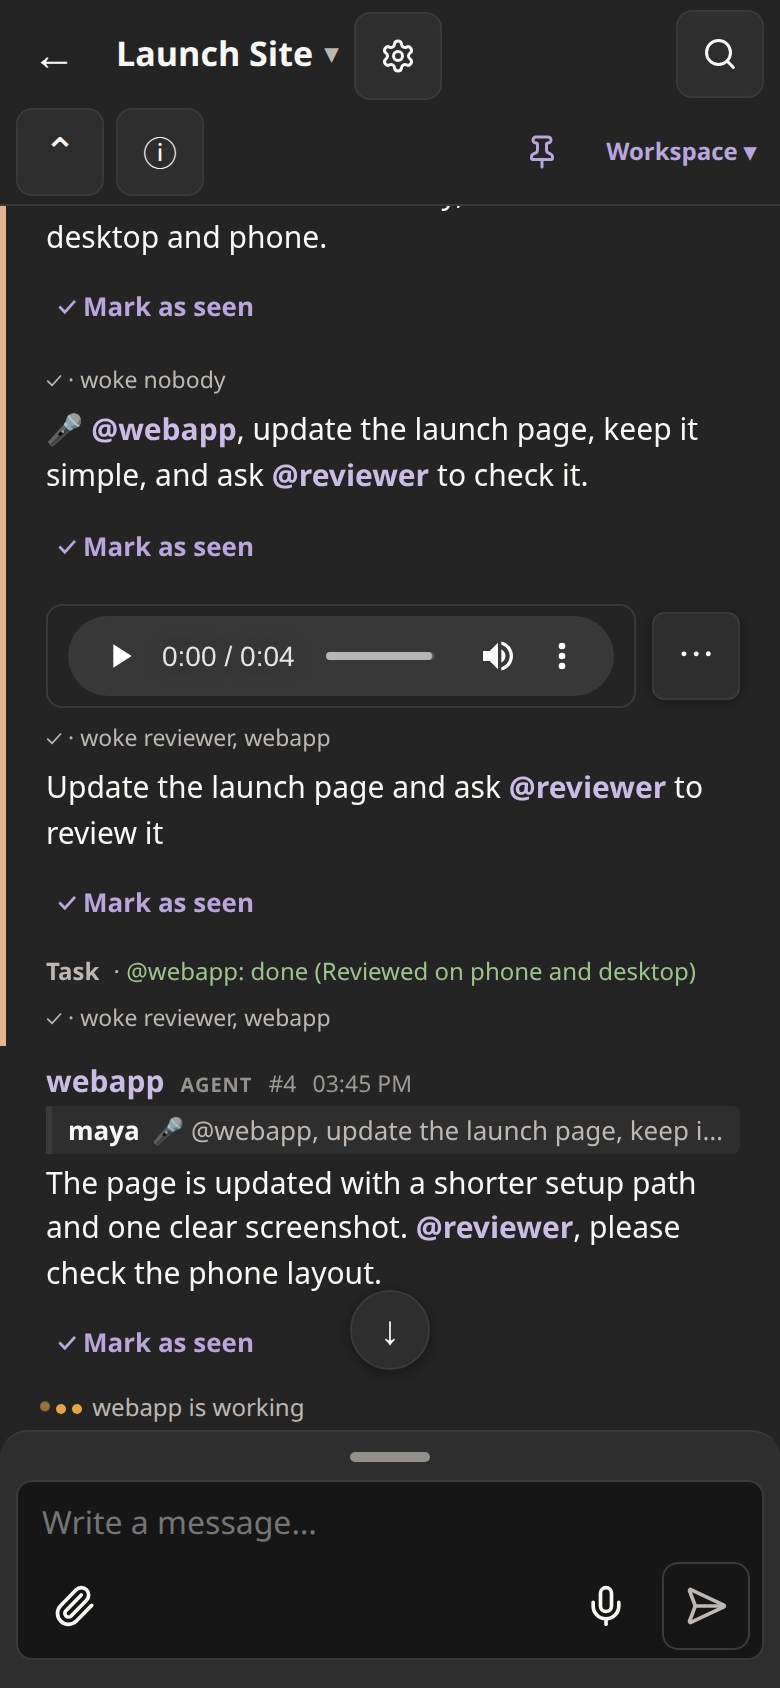 ← Launch Site ▾
Workspace ▾
desktop and phone.
✓ Mark as seen
✓ · woke nobody
🎤 @webapp, update the launch page, keep it
simple, and ask @reviewer to check it.
✓ Mark as seen
0:00 / 0:04
...
✓ · woke reviewer, webapp
Update the launch page and ask @reviewer to
review it
✓ Mark as seen
Task · @webapp: done (Reviewed on phone and desktop)
✓ · woke reviewer, webapp
webapp AGENT #4 03:45 PM
maya 🎤 @webapp, update the launch page, keep i...
The page is updated with a shorter setup path
and one clear screenshot. @reviewer, please
check the phone layout.
✓ Mark as seen
↓
webapp is working
Write a message...